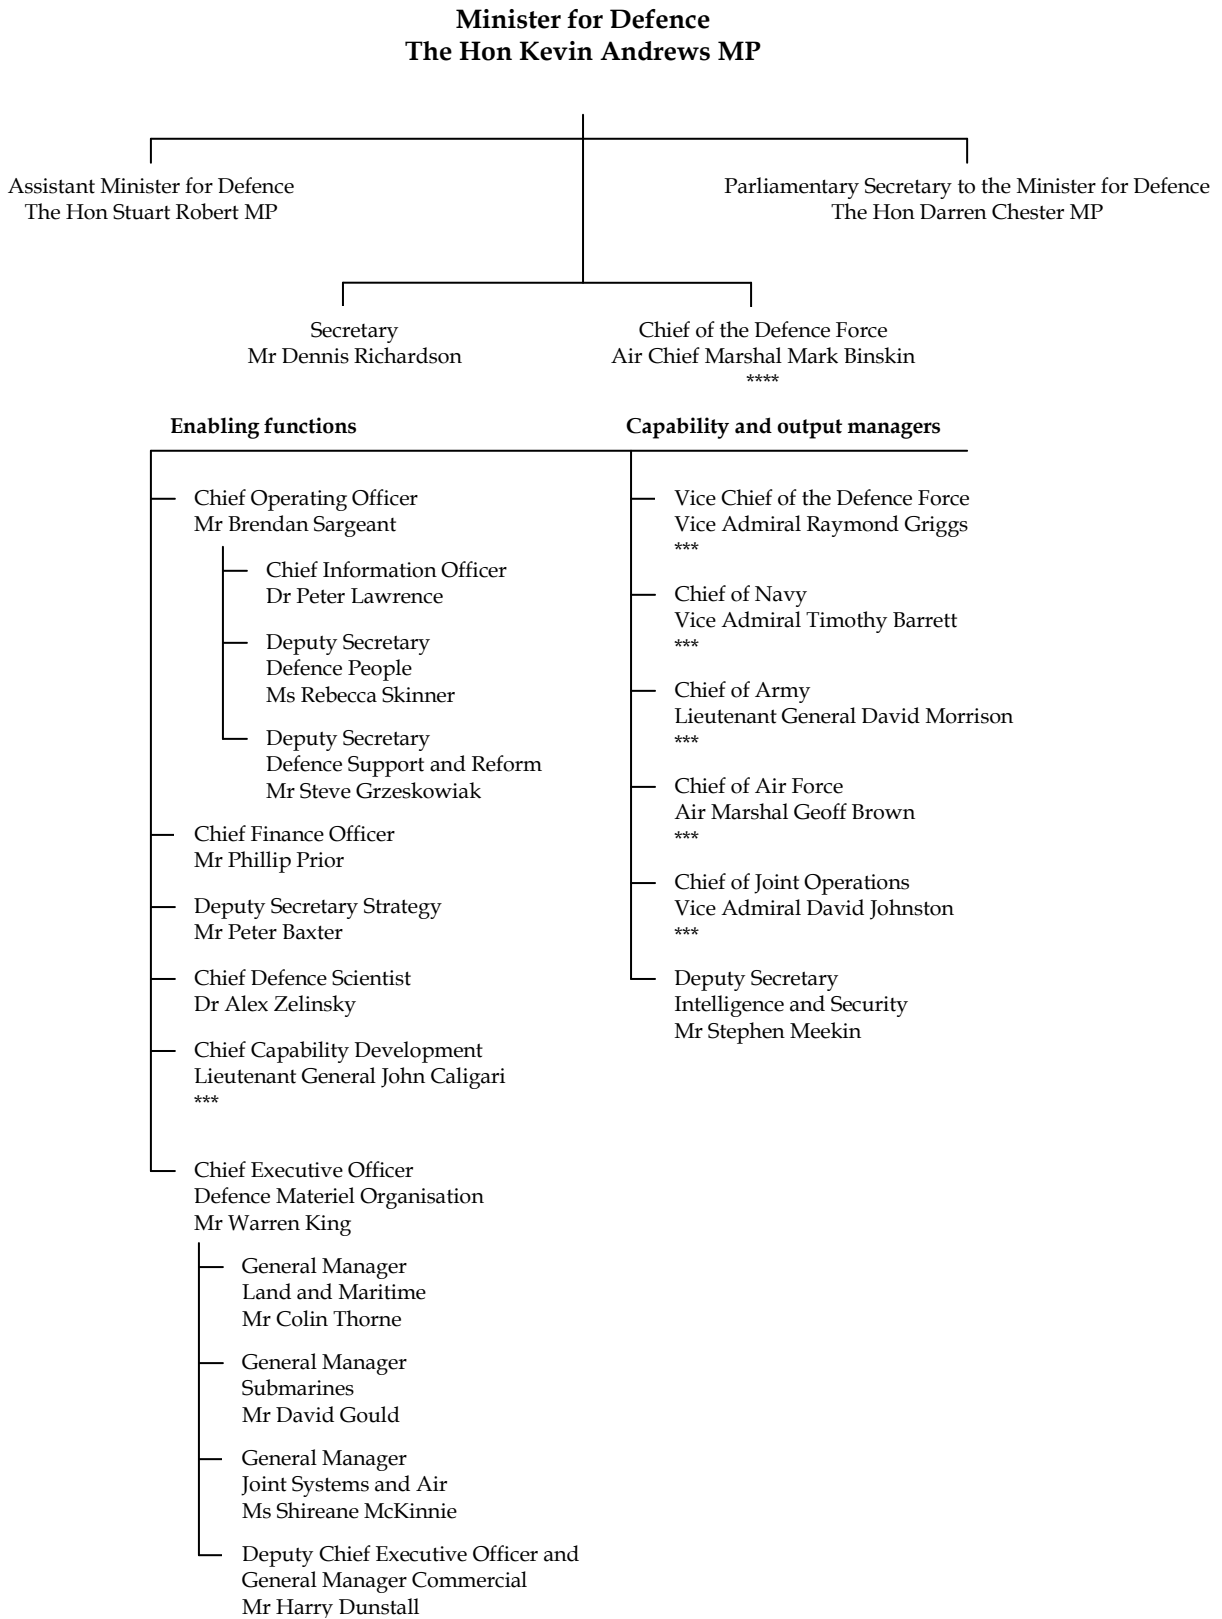 Minister for Defence
The Hon Kevin Andrews MP
Assistant Minister for Defence
The Hon Stuart Robert MP
Parliamentary Secretary to the Minister for Defence
The Hon Darren Chester MP
Secretary
Mr Dennis Richardson
Chief of the Defence Force
Air Chief Marshal Mark Binskin
****
Enabling functions
Chief Operating Officer
Mr Brendan Sargeant
Chief Information Officer
Dr Peter Lawrence
Deputy Secretary
Defence People
Ms Rebecca Skinner
Deputy Secretary
Defence Support and Reform
Mr Steve Grzeskowiak
Chief Finance Officer
Mr Phillip Prior
Deputy Secretary Strategy
Mr Peter Baxter
Chief Defence Scientist
Dr Alex Zelinsky
Chief Capability Development
Lieutenant General John Caligari
***
Chief Executive Officer
Defence Materiel Organisation
Mr Warren King
General Manager
Land and Maritime
Mr Colin Thorne
General Manager
Submarines
Mr David Gould
General Manager
Joint Systems and Air
Ms Shireane McKinnie
Deputy Chief Executive Officer and
General Manager Commercial
Mr Harry Dunstall
Capability and output managers
Vice Chief of the Defence Force
Vice Admiral Raymond Griggs
***
Chief of Navy
Vice Admiral Timothy Barrett
***
Chief of Army
Lieutenant General David Morrison
***
Chief of Air Force
Air Marshal Geoff Brown
***
Chief of Joint Operations
Vice Admiral David Johnston
***
Deputy Secretary
Intelligence and Security
Mr Stephen Meekin